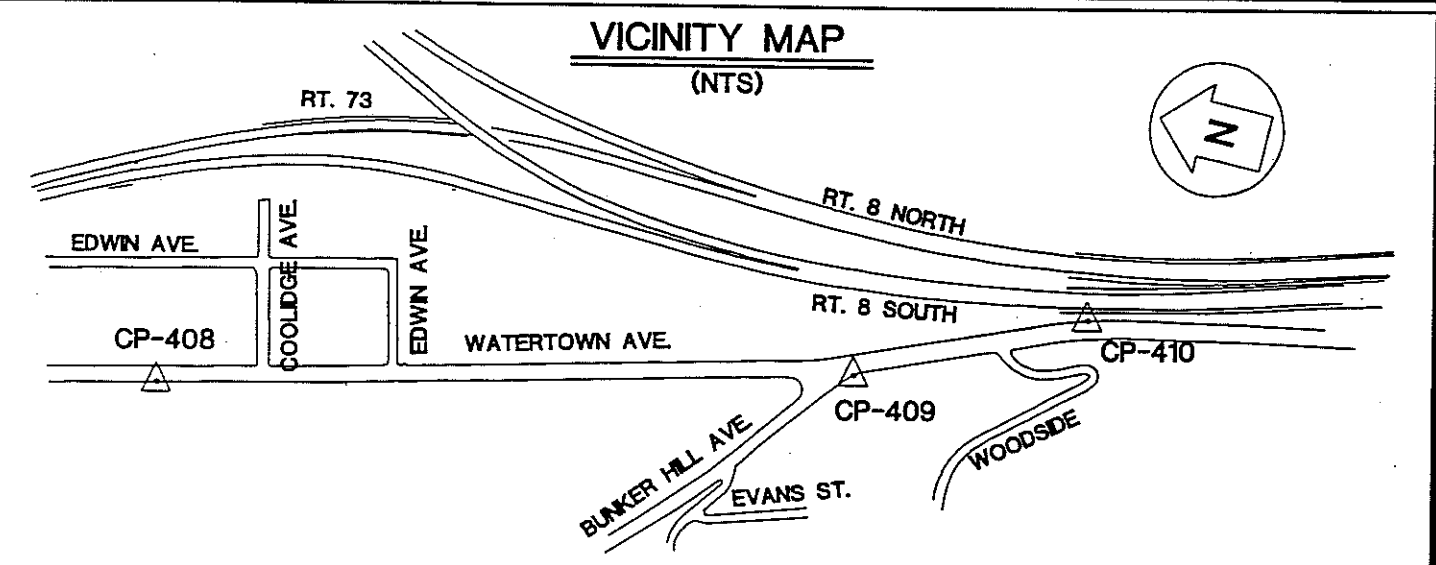 VICINITY MAP
(NTS)
RT. 73
N
RT. 8 NORTH
EDWIN AVE.
COOLIDGE AVE.
EDWIN AVE.
RT. 8 SOUTH
CP-408
WATERTOWN AVE.
CP-410
CP-409
BUNKER HILL AVE.
WOODSIDE
EVANS ST.